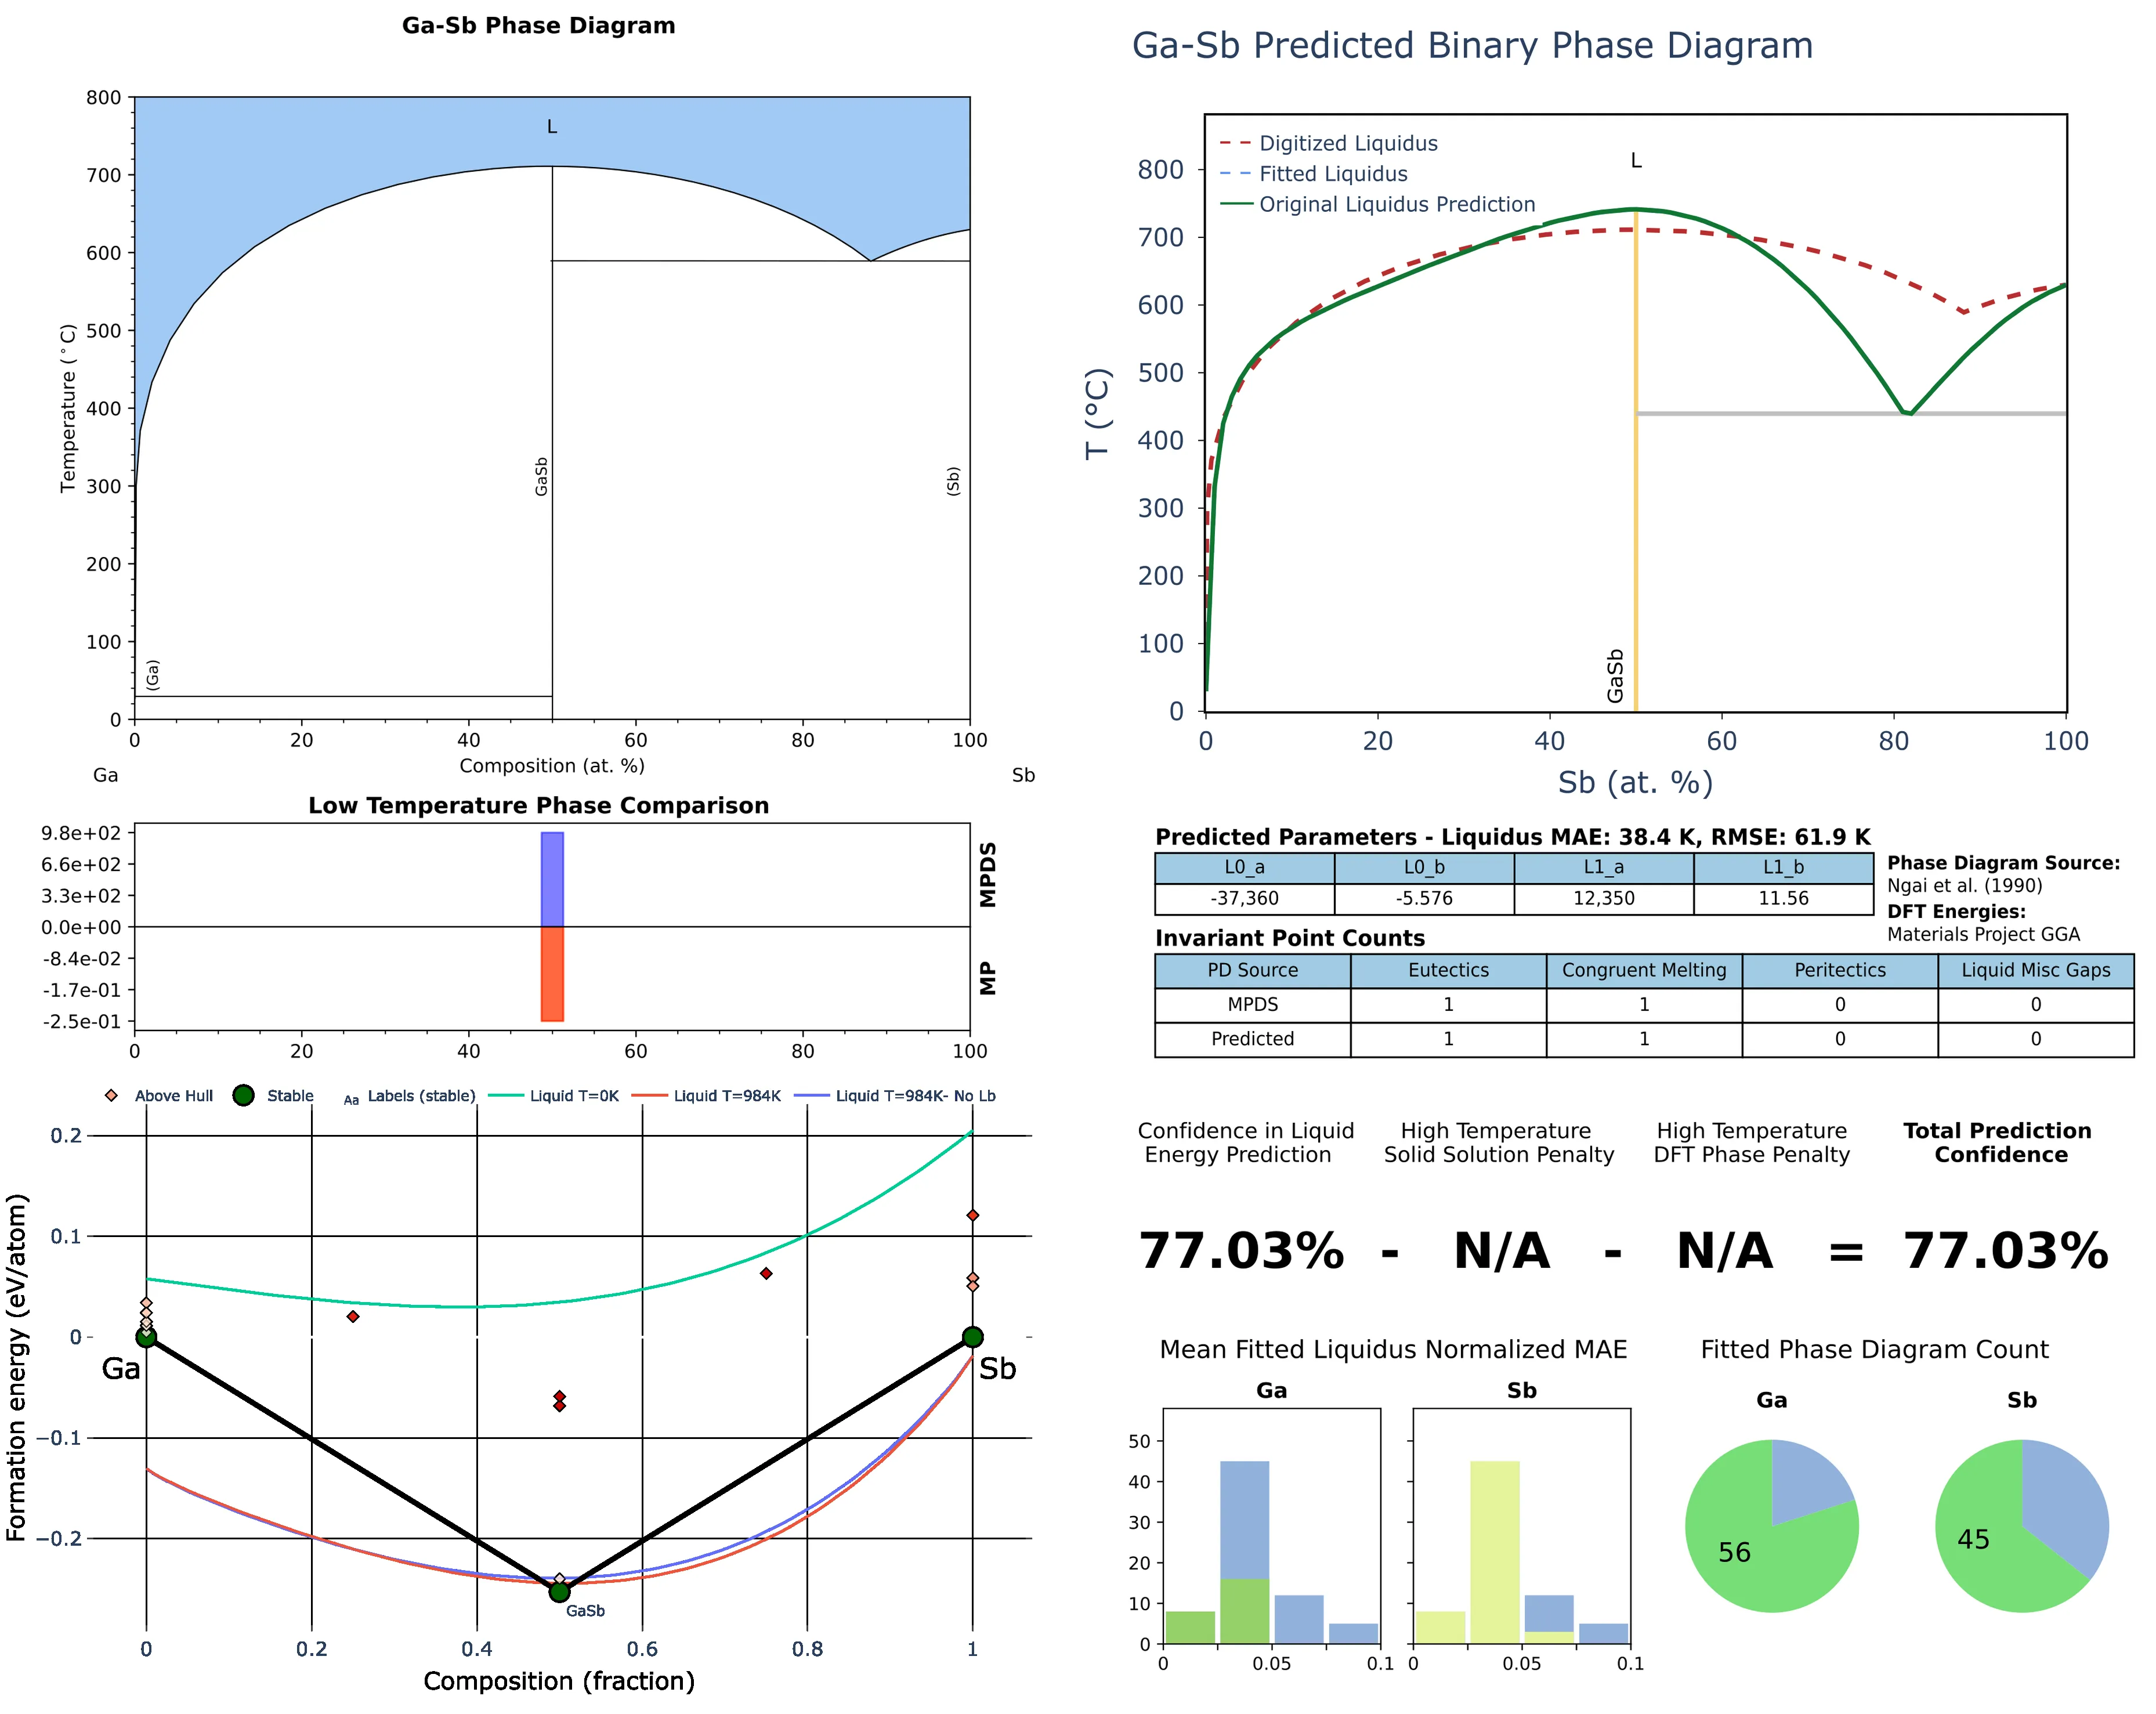 Ga-Sb Phase Diagram
800
700
600
500
400
300
200
100
0
Temperature (°C)
L
GaSb
(Sb)
(Ga)
0 20 40 60 80 100
Composition (at. %)
Ga Sb
Low Temperature Phase Comparison
9.8e+02
6.6e+02
3.3e+02
0.0e+00
-8.4e-02
-1.7e-01
-2.5e-01
MPDS
MP
0 20 40 60 80 100
Above Hull Stable Aa Labels (stable) Liquid T=0K Liquid T=984K Liquid T=984K- No Lb
0.2
0.1
0
−0.1
−0.2
Formation energy (eV/atom)
Ga
Sb
GaSb
0 0.2 0.4 0.6 0.8 1
Composition (fraction)
Ga-Sb Predicted Binary Phase Diagram
Digitized Liquidus
Fitted Liquidus
Original Liquidus Prediction
L
800
700
600
500
400
300
200
100
0
T (°C)
GaSb
0 20 40 60 80 100
Sb (at. %)
Predicted Parameters - Liquidus MAE: 38.4 K, RMSE: 61.9 K
L0_a L0_b L1_a L1_b
-37,360 -5.576 12,350 11.56
Phase Diagram Source:
Ngai et al. (1990)
DFT Energies:
Materials Project GGA
Invariant Point Counts
PD Source Eutectics Congruent Melting Peritectics Liquid Misc Gaps
MPDS 1 1 0 0
Predicted 1 1 0 0
Confidence in Liquid
Energy Prediction
High Temperature
Solid Solution Penalty
High Temperature
DFT Phase Penalty
Total Prediction
Confidence
77.03% - N/A - N/A = 77.03%
Mean Fitted Liquidus Normalized MAE
Ga Sb
50
40
30
20
10
0
0 0.05 0.1
0 0.05 0.1
Fitted Phase Diagram Count
Ga Sb
56 45